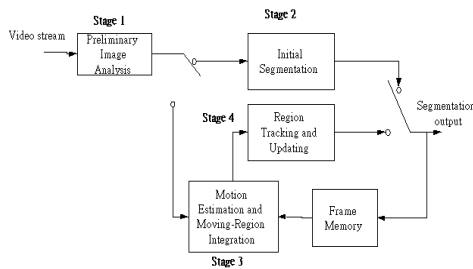 Stage 1
Stage 2
Video stream
Preliminary
Image
Analysis
Initial
Segmentation
Segmentation
output
Stage 4
Region
Tracking and
Updating
Motion
Estimation and
Moving-Region
Integration
Frame
Memory
Stage 3